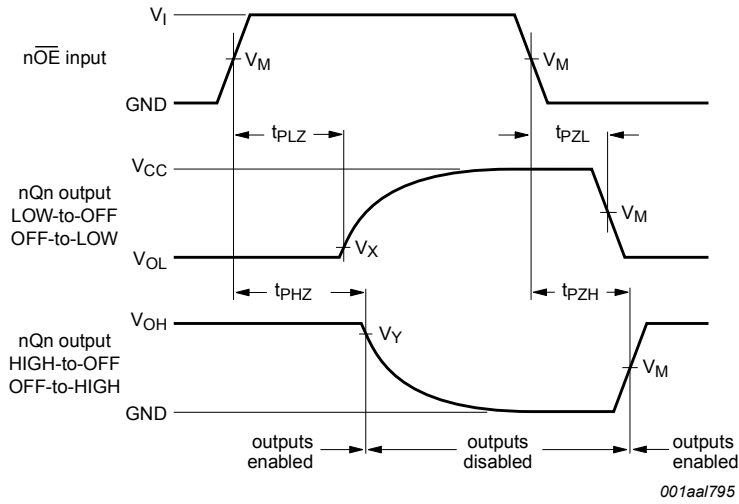 V_I
nO̅E̅ input
V_M
V_M
GND
t_PLZ
t_PZL
V_CC
nQn output
LOW-to-OFF
OFF-to-LOW
V_M
V_X
V_OL
t_PHZ
t_PZH
V_OH
nQn output
HIGH-to-OFF
OFF-to-HIGH
V_Y
V_M
GND
outputs
enabled
outputs
disabled
outputs
enabled
001aal795